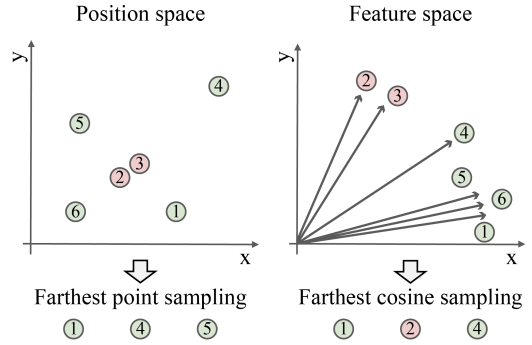 Position space
y
4
5
3
2
6
1
x
Farthest point sampling
1 4 5
Feature space
y
2
3
4
5
6
1
x
Farthest cosine sampling
1 2 4